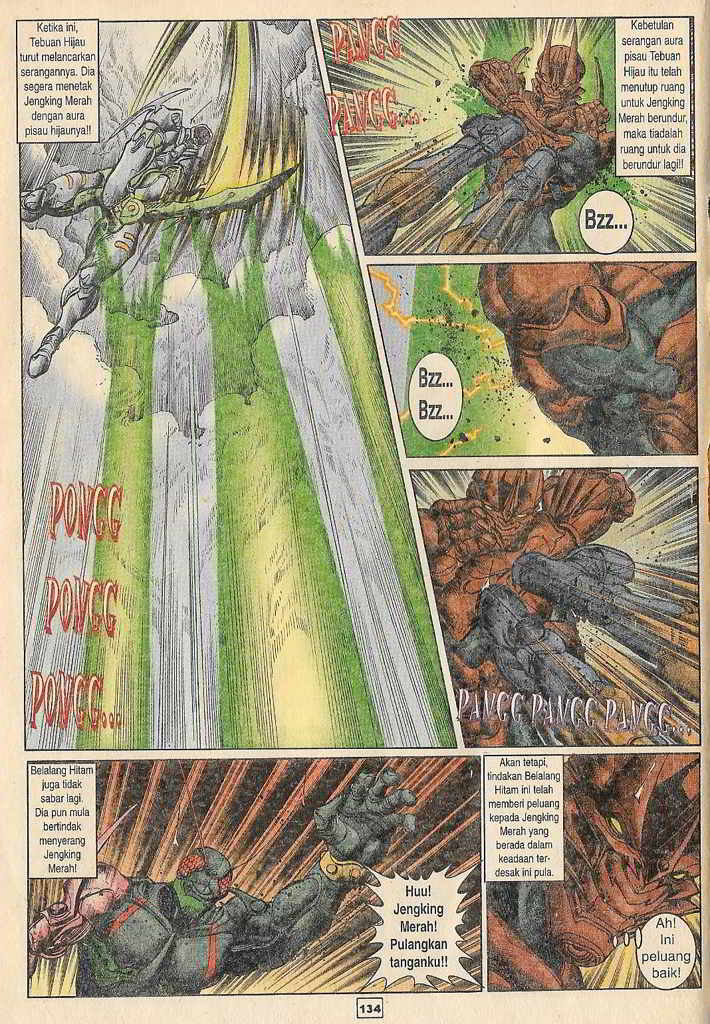 Ketika ini,
Tebuan Hijau
turut melancarkan
serangannya. Dia
segera menetak
Jengking Merah
dengan aura
pisau hijaunya!!
PONGG
PONGG
PONGG...
PANGG
PANGG...
Kebetulan
serangan aura
pisau Tebuan
Hijau itu telah
menutup ruang
untuk Jengking
Merah berundur,
maka tiadalah
ruang untuk dia
berundur lagi!!
Bzz...
Bzz...
Bzz...
PANGG PANGG PANGG...
Belalang Hitam
juga tidak
sabar lagi.
Dia pun mula
bertindak
menyerang
Jengking
Merah!
Huu!
Jengking
Merah!
Pulangkan
tanganku!!
Akan tetapi,
tindakan Belalang
Hitam ini telah
memberi peluang
kepada Jengking
Merah yang
berada dalam
keadaan ter-
desak ini pula.
Ah!
Ini
peluang
baik!
134